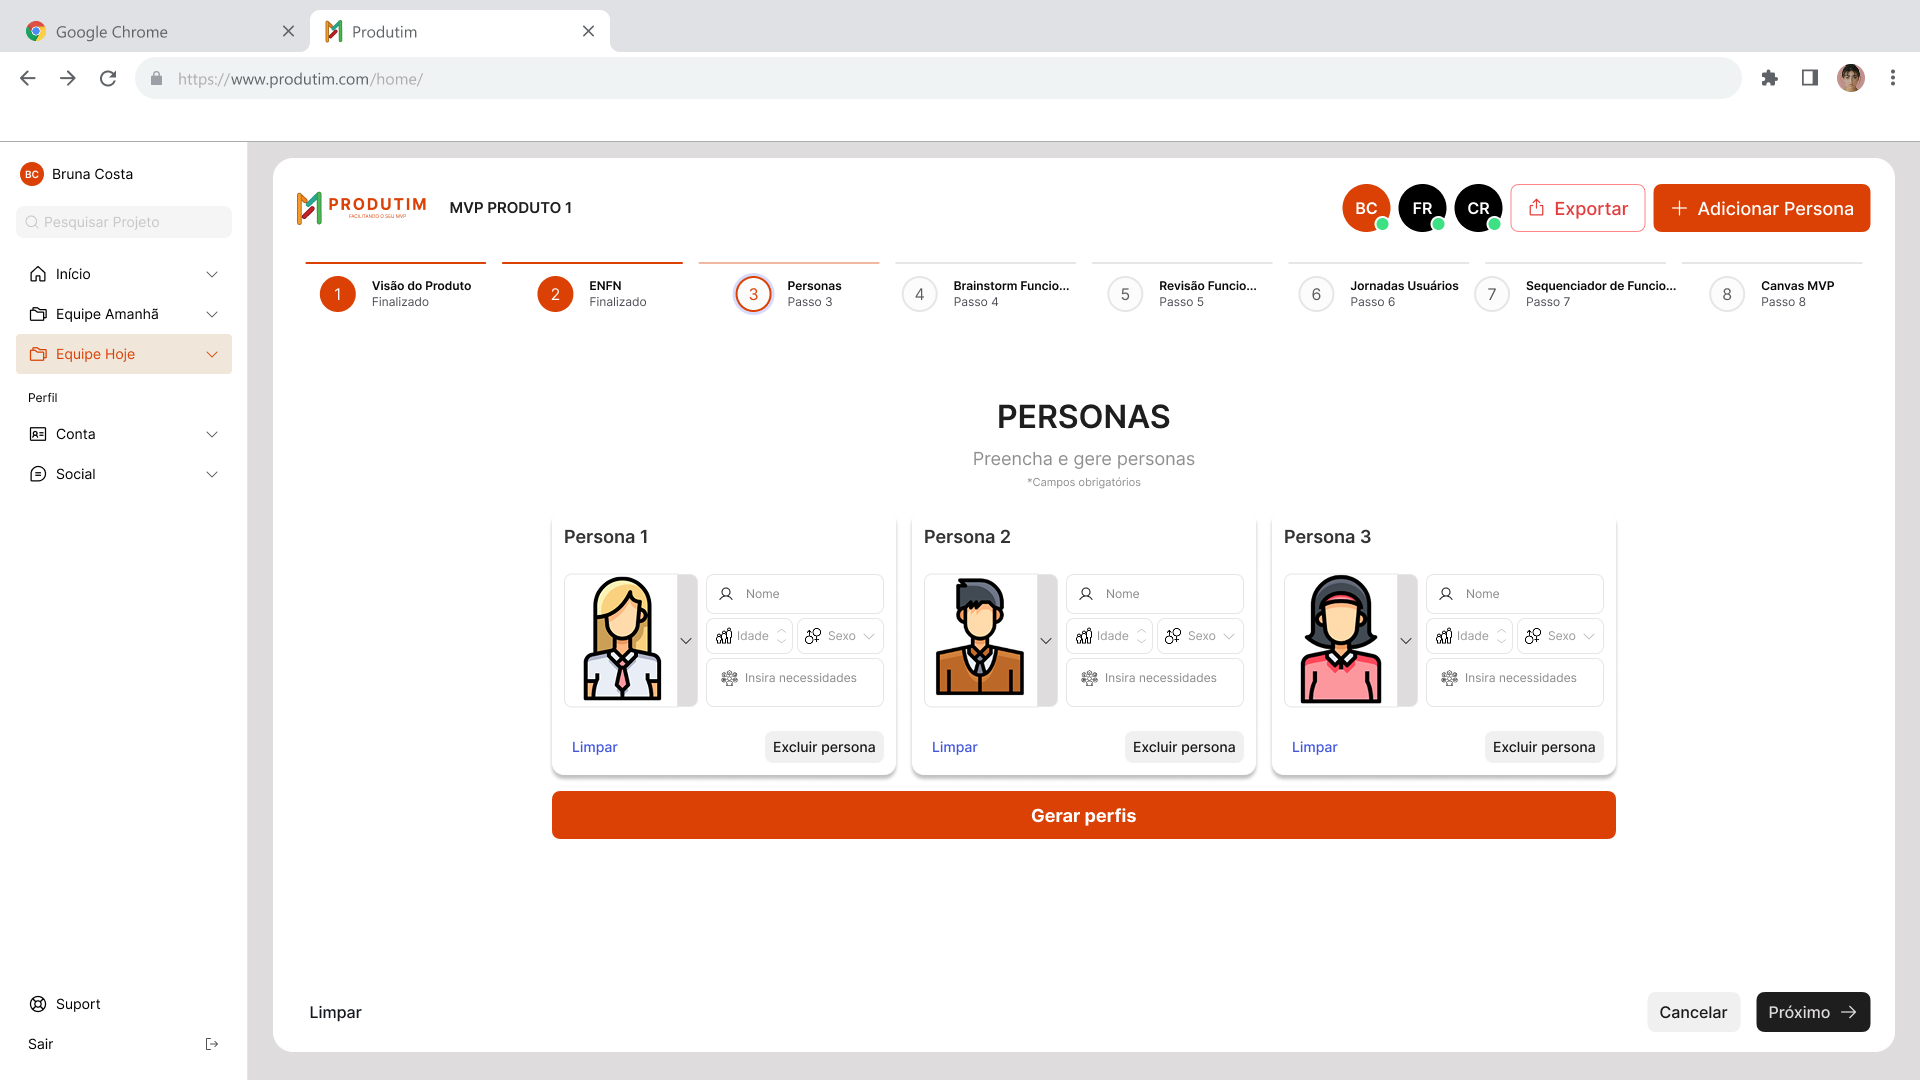 Google Chrome
Produtim
https://www.produtim.com/home/
BC Bruna Costa
Pesquisar Projeto
Início
Equipe Amanhã
Equipe Hoje
Perfil
Conta
Social
Suport
Sair
PRODUTIM
FACILITANDO O SEU MVP
MVP PRODUTO 1
BC FR CR Exportar Adicionar Persona
1 Visão do Produto
Finalizado
2 ENFN
Finalizado
3 Personas
Passo 3
4 Brainstorm Funcio...
Passo 4
5 Revisão Funcio...
Passo 5
6 Jornadas Usuários
Passo 6
7 Sequenciador de Funcio...
Passo 7
8 Canvas MVP
Passo 8
PERSONAS
Preencha e gere personas
*Campos obrigatórios
Persona 1
Nome
Idade Sexo
Insira necessidades
Limpar Excluir persona
Persona 2
Nome
Idade Sexo
Insira necessidades
Limpar Excluir persona
Persona 3
Nome
Idade Sexo
Insira necessidades
Limpar Excluir persona
Gerar perfis
Limpar Cancelar Próximo